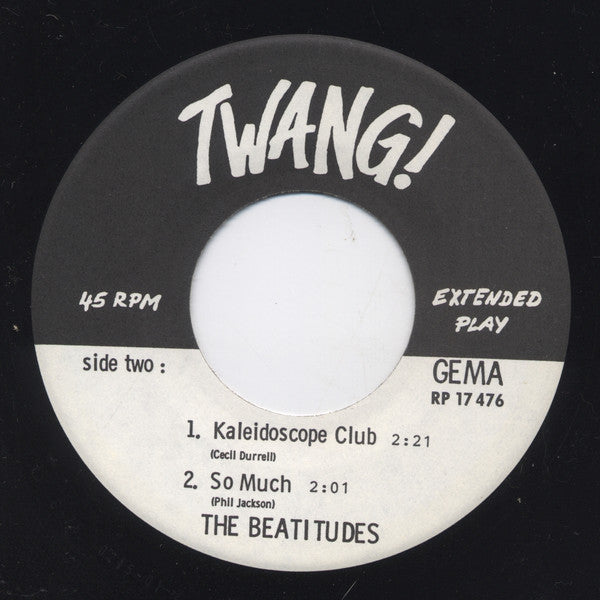 TWANG!
45 RPM
EXTENDED
PLAY
side two :
GEMA
RP 17 476
1. Kaleidoscope Club 2:21
(Cecil Durrell)
2. So Much 2:01
(Phil Jackson)
THE BEATITUDES